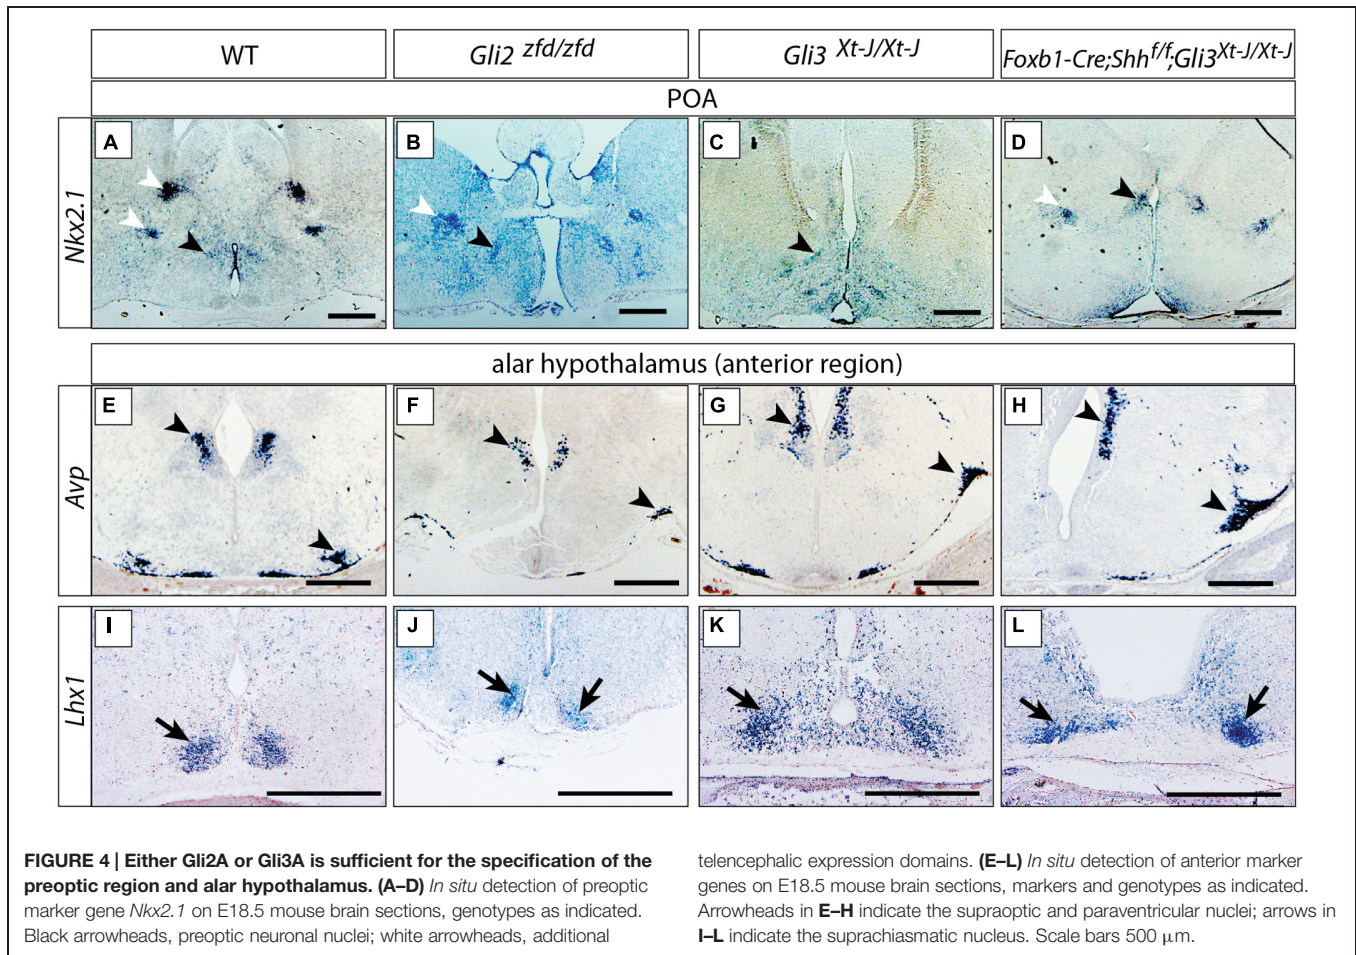 WT
Gli2 zfd/zfd
Gli3 Xt-J/Xt-J
Foxb1-Cre;Shhf/f;Gli3Xt-J/Xt-J
POA
Nkx2.1
A
B
C
D
alar hypothalamus (anterior region)
Avp
E
F
G
H
Lhx1
I
J
K
L
FIGURE 4 | Either Gli2A or Gli3A is sufficient for the specification of the
preoptic region and alar hypothalamus. (A–D) In situ detection of preoptic
marker gene Nkx2.1 on E18.5 mouse brain sections, genotypes as indicated.
Black arrowheads, preoptic neuronal nuclei; white arrowheads, additional
telencephalic expression domains. (E–L) In situ detection of anterior marker
genes on E18.5 mouse brain sections, markers and genotypes as indicated.
Arrowheads in E–H indicate the supraoptic and paraventricular nuclei; arrows in
I–L indicate the suprachiasmatic nucleus. Scale bars 500 μm.